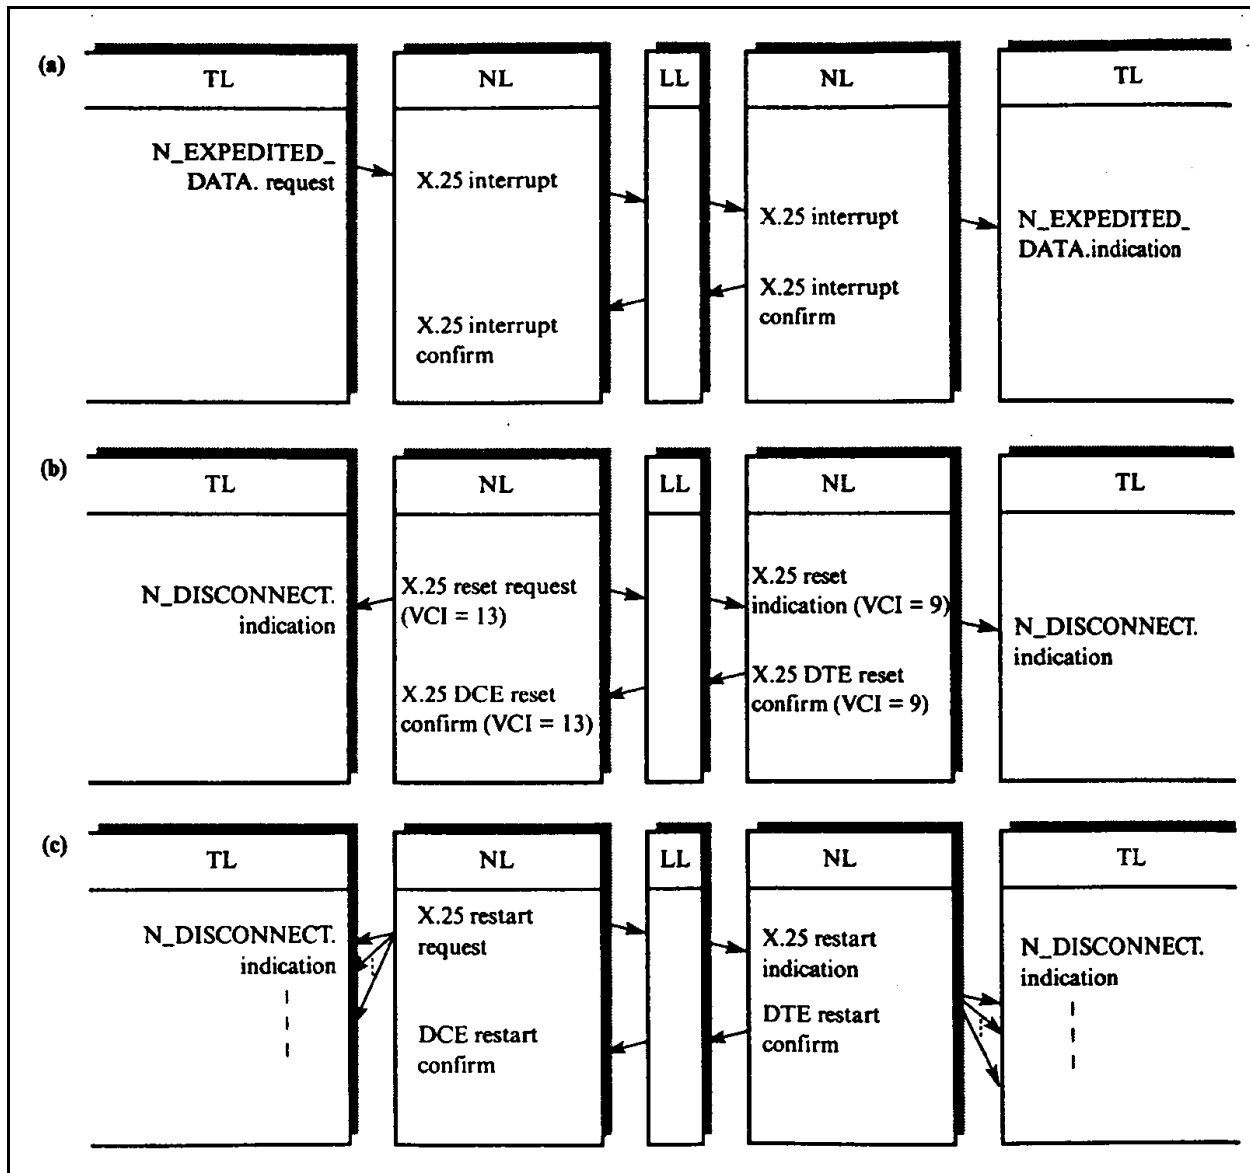 (a)
TL
NL
LL
NL
TL
N_EXPEDITED_
DATA. request
X.25 interrupt
X.25 interrupt
confirm
X.25 interrupt
X.25 interrupt
confirm
N_EXPEDITED_
DATA.indication
(b)
TL
NL
LL
NL
TL
N_DISCONNECT.
indication
X.25 reset request
(VCI = 13)
X.25 DCE reset
confirm (VCI = 13)
X.25 reset
indication (VCI = 9)
X.25 DTE reset
confirm (VCI = 9)
N_DISCONNECT.
indication
(c)
TL
NL
LL
NL
TL
N_DISCONNECT.
indication
X.25 restart
request
DCE restart
confirm
X.25 restart
indication
DTE restart
confirm
N_DISCONNECT.
indication